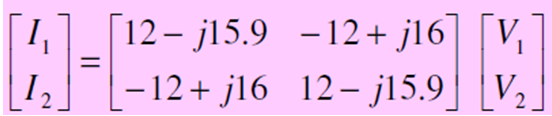 [I₁] = [12 − j15.9 −12 + j16] [V₁]
[I₂] [−12 + j16 12 − j15.9] [V₂]